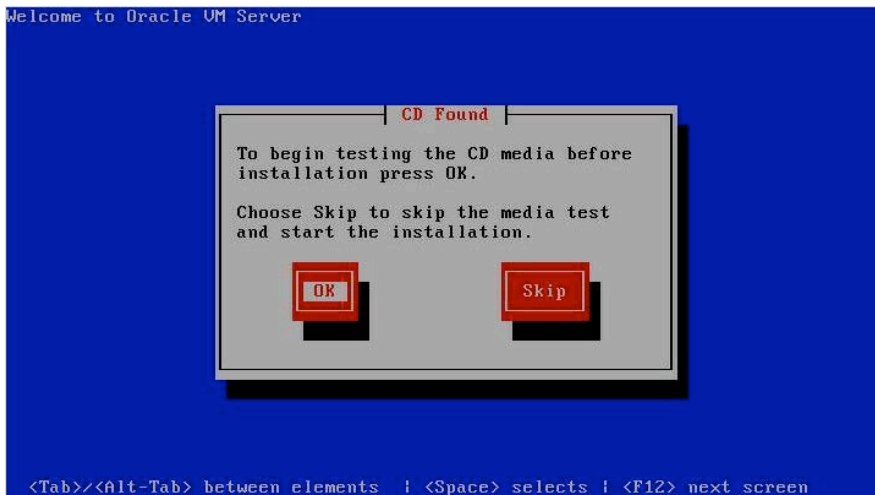 Welcome to Oracle VM Server
CD Found
To begin testing the CD media before
installation press OK.
Choose Skip to skip the media test
and start the installation.
OK Skip
<Tab>/<Alt-Tab> between elements | <Space> selects | <F12> next screen